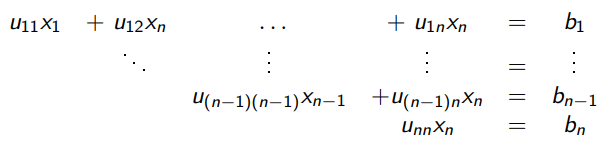 u₁₁x₁ + u₁₂xₙ … + u₁ₙxₙ = b₁
⋱ ⋮ ⋮ = ⋮
u₍ₙ₋₁₎₍ₙ₋₁₎xₙ₋₁ +u₍ₙ₋₁₎ₙxₙ = bₙ₋₁
uₙₙxₙ = bₙ